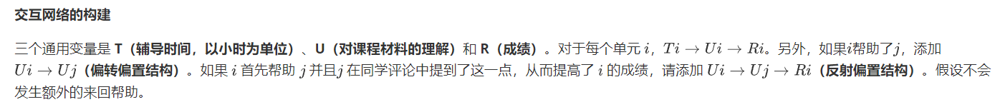 交互网络的构建
三个通用变量是 T（辅导时间，以小时为单位）、U（对课程材料的理解）和 R（成绩）。对于每个单元 i，Ti → Ui → Ri。另外，如果i帮助了j，添加
Ui → Uj（偏转偏置结构）。如果 i 首先帮助 j 并且j 在同学评论中提到了这一点，从而提高了 i 的成绩，请添加 Ui → Uj → Ri（反射偏置结构）。假设不会
发生额外的来回帮助。